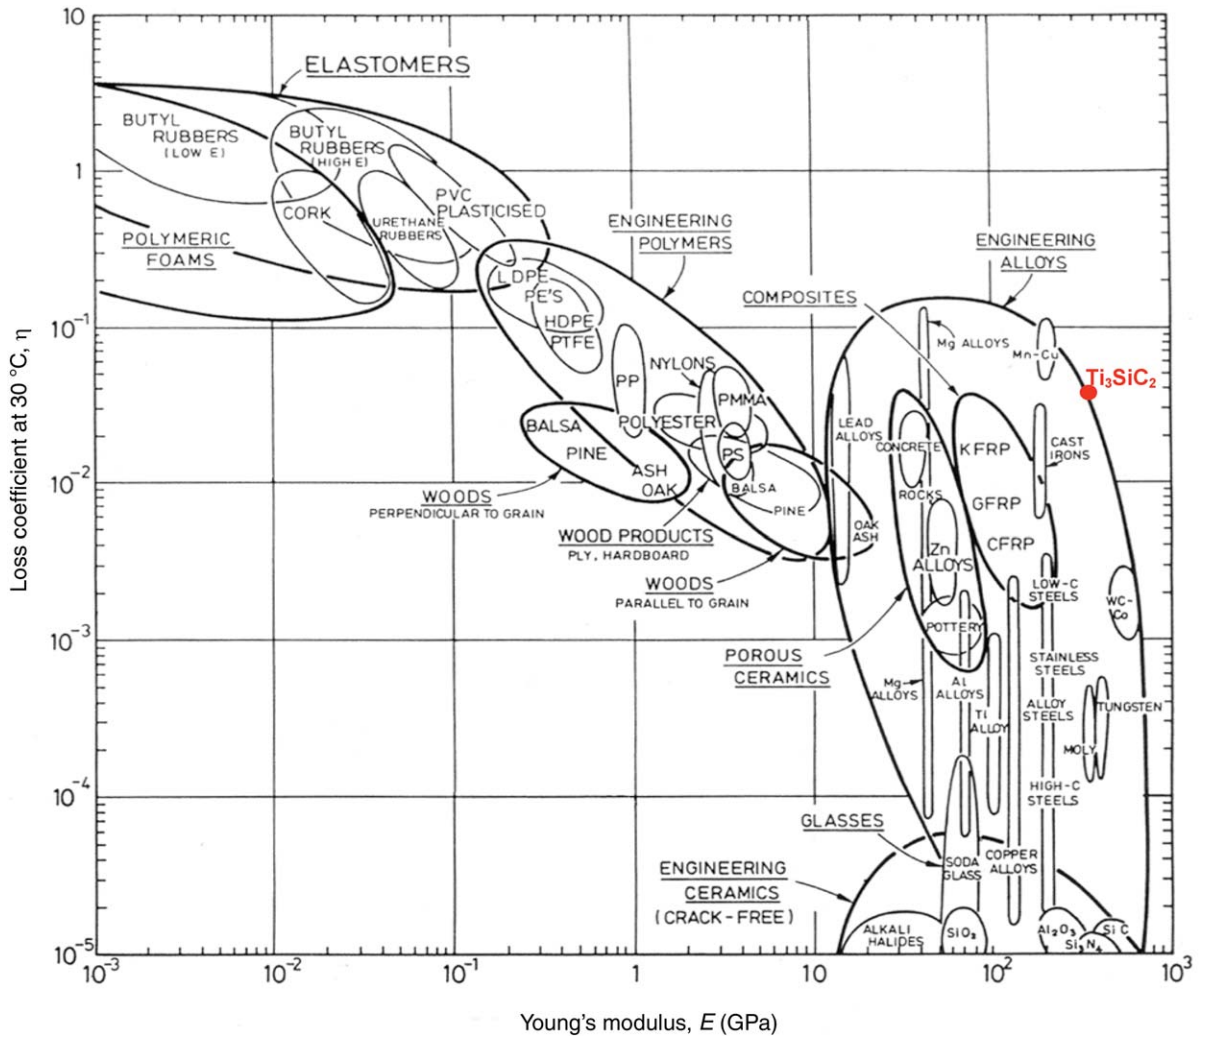 10
ELASTOMERS
BUTYL
RUBBERS
(LOW E)
BUTYL
RUBBERS
(HIGH E)
1
CORK
PVC
PLASTICISED
URETHANE
RUBBERS
POLYMERIC
FOAMS
ENGINEERING
POLYMERS
ENGINEERING
ALLOYS
LDPE
PE'S
HDPE
PTFE
COMPOSITES
10⁻¹
Mg ALLOYS
Mn-Cu
NYLONS
PP
PMMA
Ti₃SiC₂
POLYESTER
BALSA
PINE
ASH
OAK
PS
BALSA
PINE
LEAD
ALLOYS
CONCRETE
KFRP
CAST
IRONS
10⁻²
WOODS
PERPENDICULAR TO GRAIN
ROCKS
GFRP
WOOD PRODUCTS
PLY, HARDBOARD
OAK
ASH
Zn
ALLOYS
CFRP
WOODS
PARALLEL TO GRAIN
LOW-C
STEELS
WC-
Co
10⁻³
POTTERY
POROUS
CERAMICS
STAINLESS
STEELS
Mg
ALLOYS
Al
ALLOYS
Ti
ALLOY
ALLOY
STEELS
TUNGSTEN
MOLY
10⁻⁴
HIGH-C
STEELS
GLASSES
ENGINEERING
CERAMICS
(CRACK-FREE)
SODA
GLASS
COPPER
ALLOYS
ALKALI
HALIDES
SiO₂
Al₂O₃
Si₃N₄
SiC
10⁻⁵
10⁻³ 10⁻² 10⁻¹ 1 10 10² 10³
Young's modulus, E (GPa)
Loss coefficient at 30 °C, η